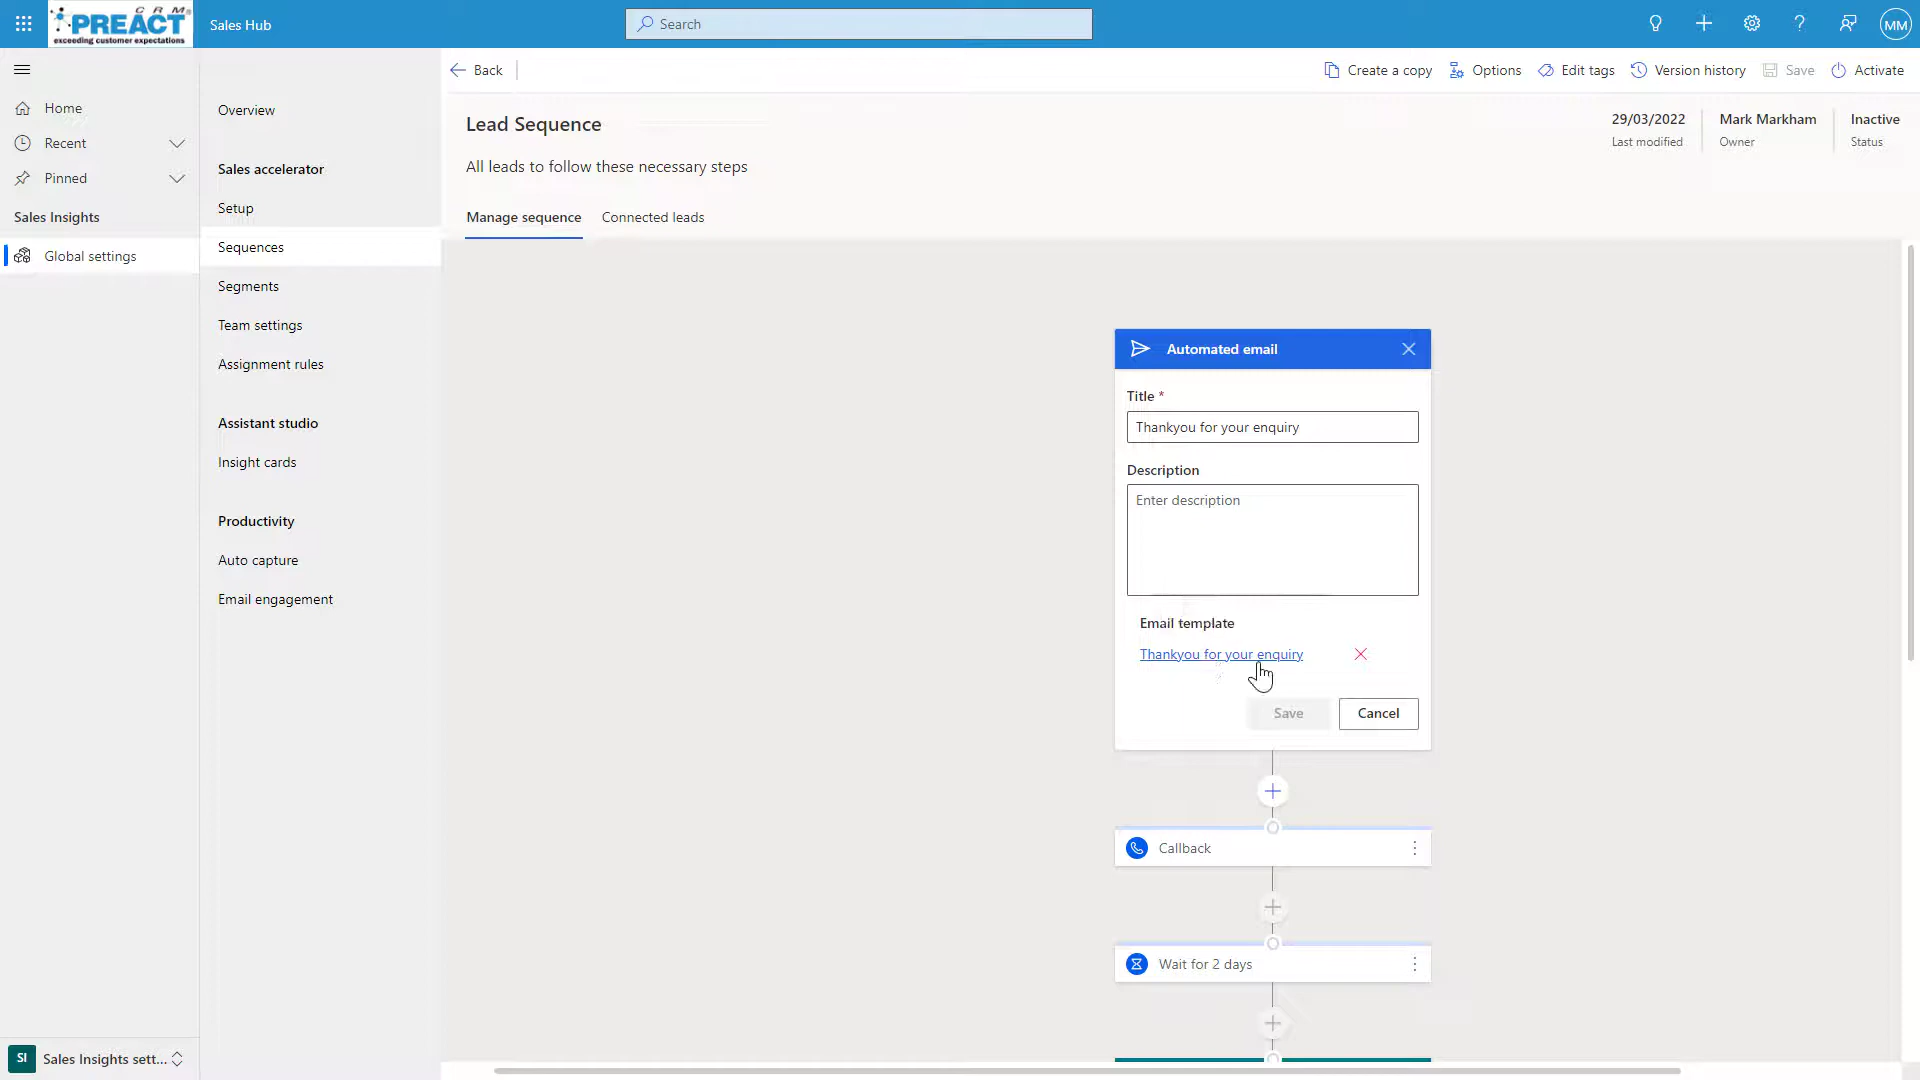 CRM
PREACT
exceeding customer expectations
Sales Hub
Search
MM
Back
Create a copy
Options
Edit tags
Version history
Save
Activate
Home
Recent
Pinned
Sales Insights
Global settings
Overview
Sales accelerator
Setup
Sequences
Segments
Team settings
Assignment rules
Assistant studio
Insight cards
Productivity
Auto capture
Email engagement
Lead Sequence
All leads to follow these necessary steps
29/03/2022
Last modified
Mark Markham
Owner
Inactive
Status
Manage sequence
Connected leads
Automated email
Title *
Thankyou for your enquiry
Description
Enter description
Email template
Thankyou for your enquiry
Save
Cancel
Callback
Wait for 2 days
SI
Sales Insights sett...